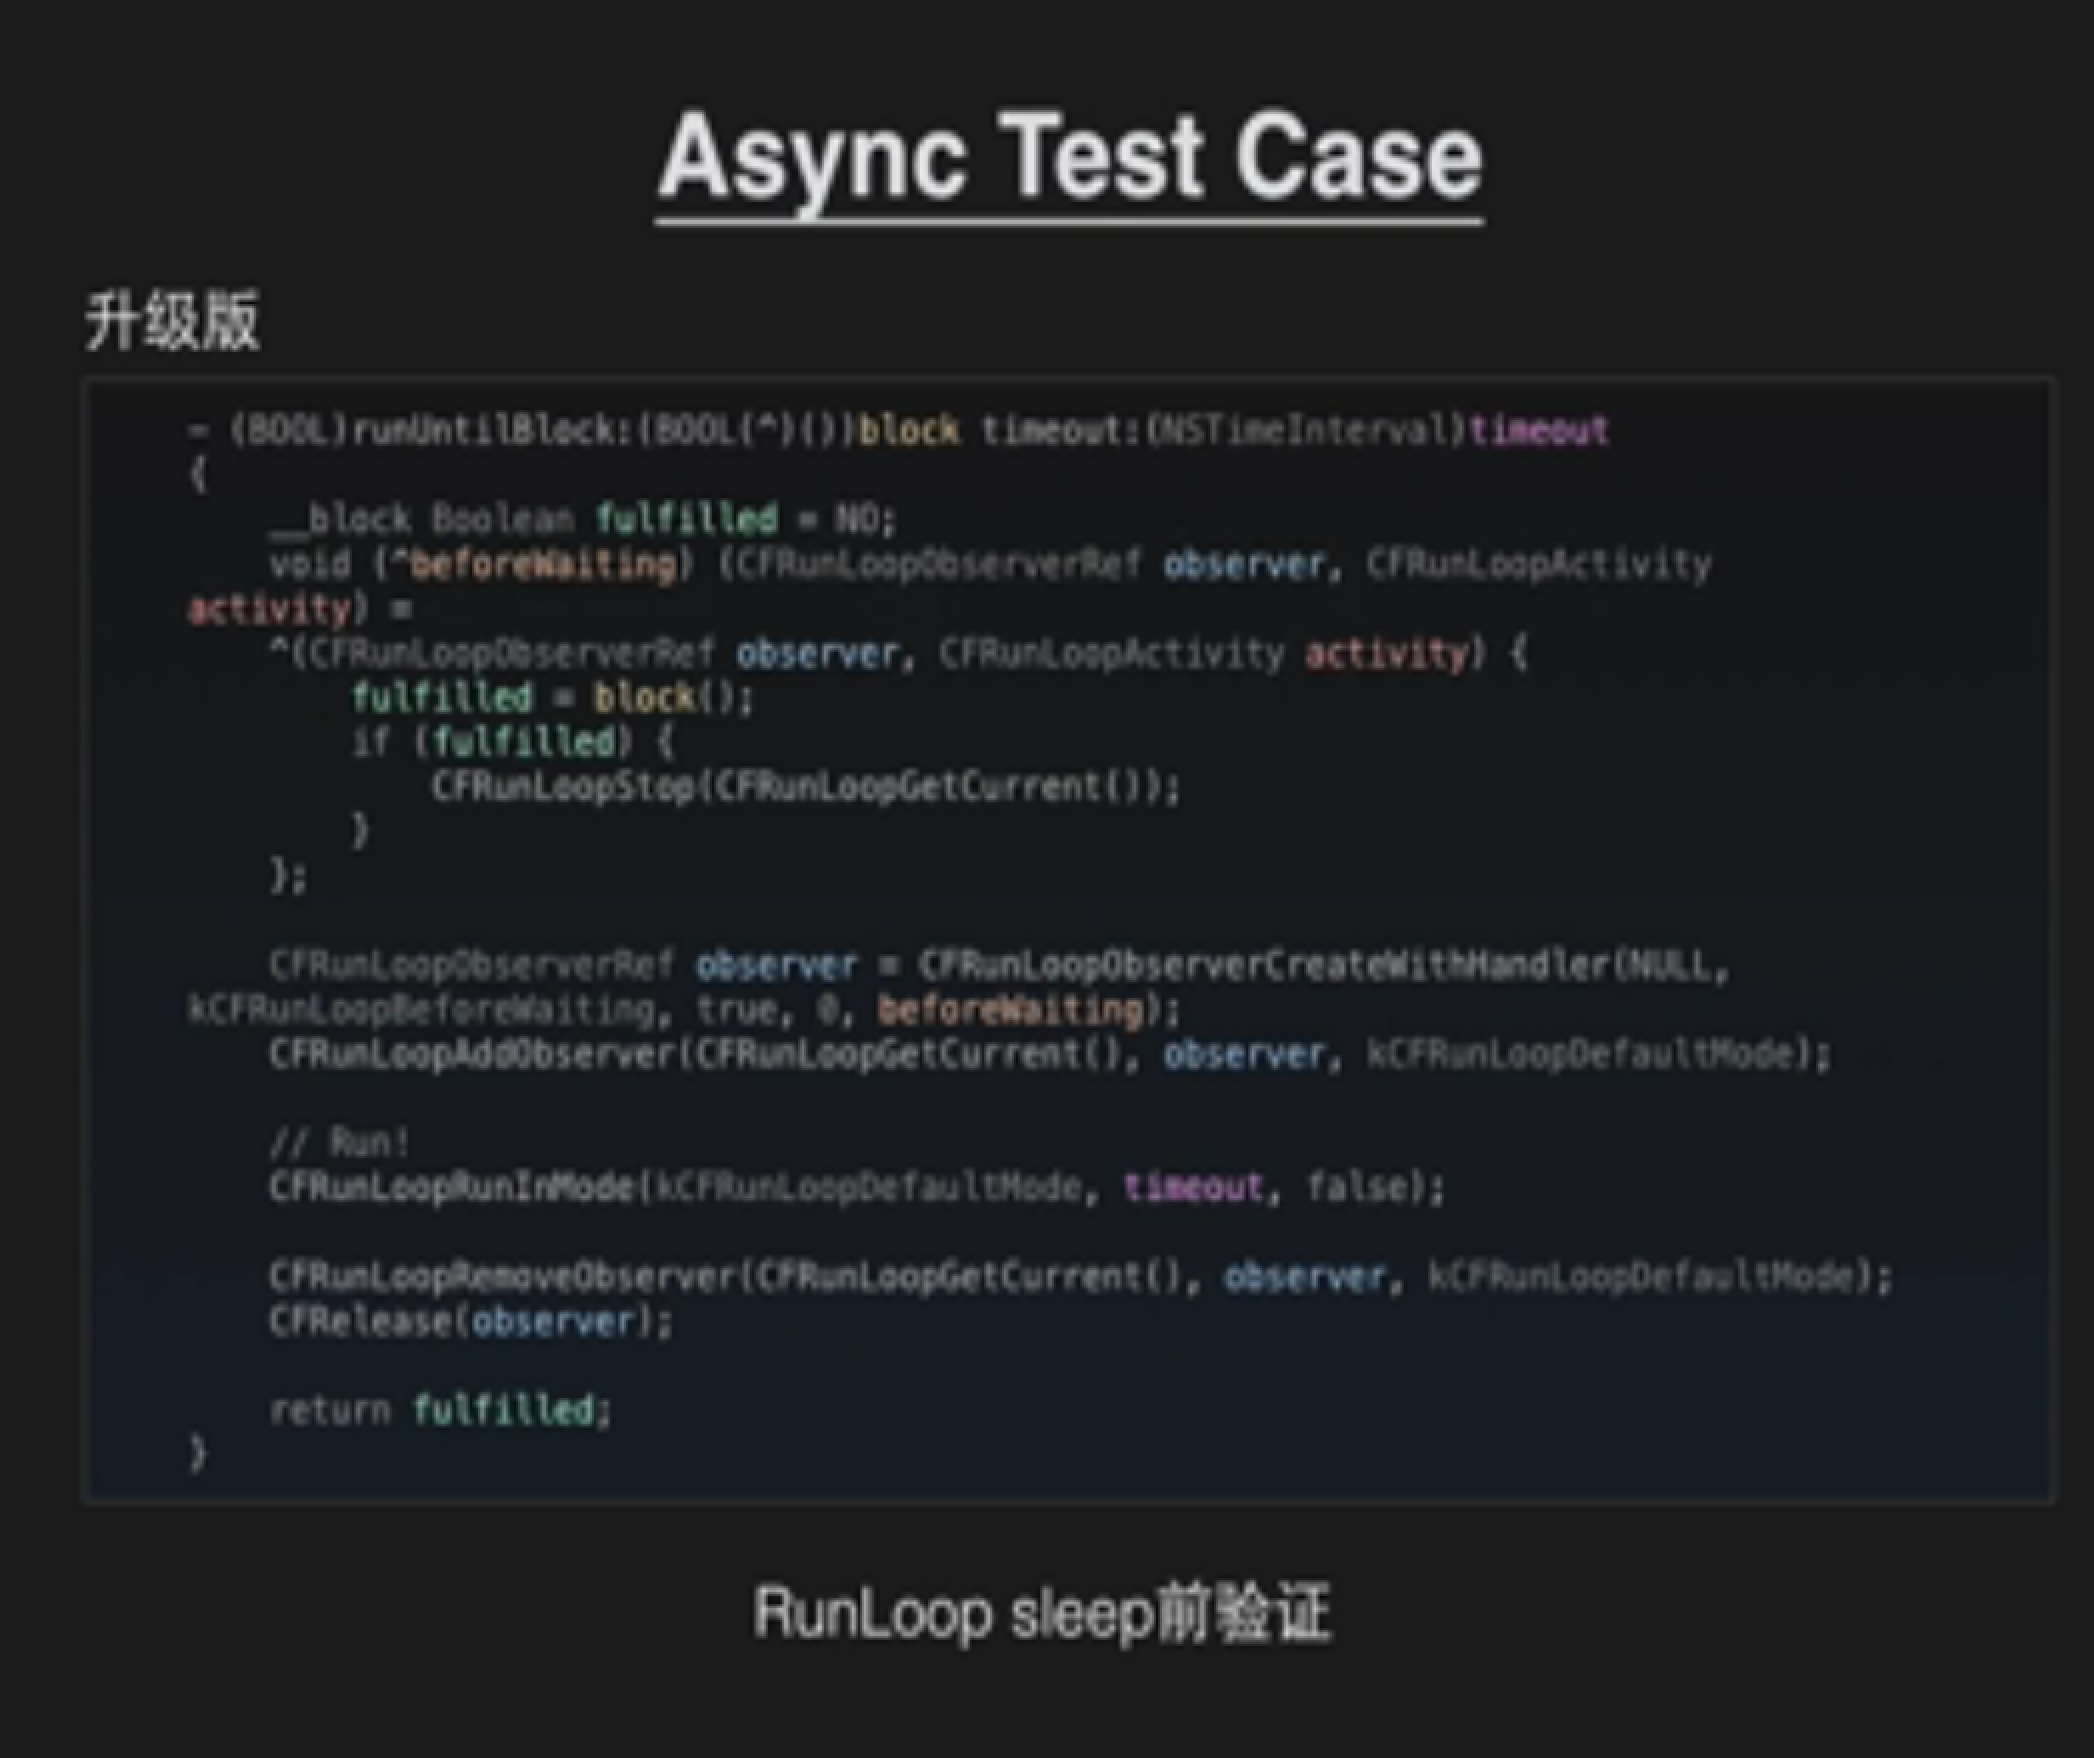 Async Test Case
升级版
- (BOOL)runUntilBlock:(BOOL(^)())block timeout:(NSTimeInterval)timeout
{
__block Boolean fulfilled = NO;
void (^beforeWaiting) (CFRunLoopObserverRef observer, CFRunLoopActivity
activity) =
^(CFRunLoopObserverRef observer, CFRunLoopActivity activity) {
fulfilled = block();
if (fulfilled) {
CFRunLoopStop(CFRunLoopGetCurrent());
}
};
CFRunLoopObserverRef observer = CFRunLoopObserverCreateWithHandler(NULL,
kCFRunLoopBeforeWaiting, true, 0, beforeWaiting);
CFRunLoopAddObserver(CFRunLoopGetCurrent(), observer, kCFRunLoopDefaultMode);
// Run!
CFRunLoopRunInMode(kCFRunLoopDefaultMode, timeout, false);
CFRunLoopRemoveObserver(CFRunLoopGetCurrent(), observer, kCFRunLoopDefaultMode);
CFRelease(observer);
return fulfilled;
}
RunLoop sleep前验证